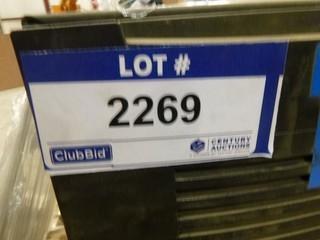 LOT #
2269
ClubBid
CENTURY
AUCTIONS